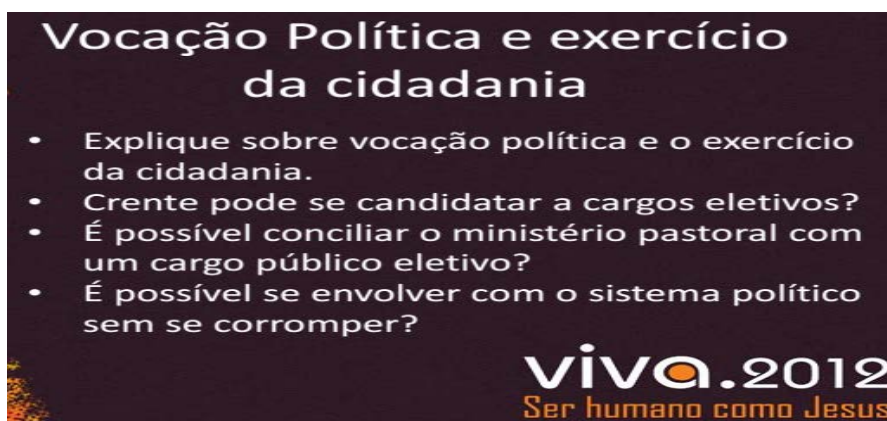 Vocação Política e exercício
da cidadania
• Explique sobre vocação política e o exercício
da cidadania.
• Crente pode se candidatar a cargos eletivos?
• É possível conciliar o ministério pastoral com
um cargo público eletivo?
• É possível se envolver com o sistema político
sem se corromper?
viva.2012
Ser humano como Jesus